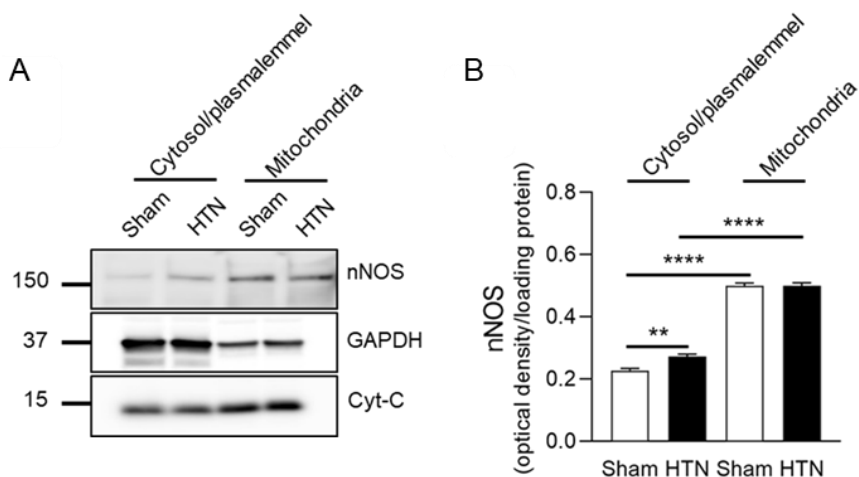 A
Cytosol/plasmalemmel
Mitochondria
Sham
HTN
Sham
HTN
150
nNOS
37
GAPDH
15
Cyt-C
B
Cytosol/plasmalemmel
Mitochondria
nNOS
(optical density/loading protein)
0.8
0.6
0.4
0.2
0.0
****
****
**
Sham HTN Sham HTN